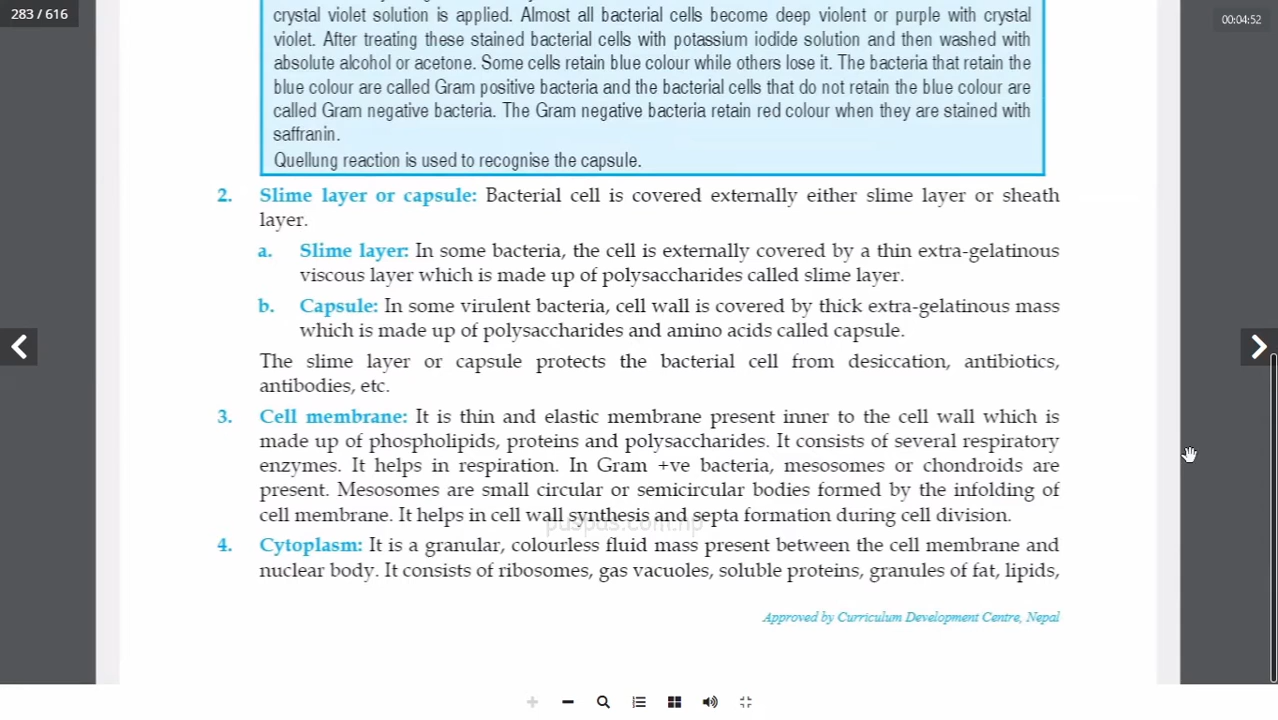 283 / 616
00:04:52
crystal violet solution is applied. Almost all bacterial cells become deep violent or purple with crystal
violet. After treating these stained bacterial cells with potassium iodide solution and then washed with
absolute alcohol or acetone. Some cells retain blue colour while others lose it. The bacteria that retain the
blue colour are called Gram positive bacteria and the bacterial cells that do not retain the blue colour are
called Gram negative bacteria. The Gram negative bacteria retain red colour when they are stained with
saffranin.
Quellung reaction is used to recognise the capsule.
2. Slime layer or capsule: Bacterial cell is covered externally either slime layer or sheath
layer.
a. Slime layer: In some bacteria, the cell is externally covered by a thin extra-gelatinous
viscous layer which is made up of polysaccharides called slime layer.
b. Capsule: In some virulent bacteria, cell wall is covered by thick extra-gelatinous mass
which is made up of polysaccharides and amino acids called capsule.
The slime layer or capsule protects the bacterial cell from desiccation, antibiotics,
antibodies, etc.
3. Cell membrane: It is thin and elastic membrane present inner to the cell wall which is
made up of phospholipids, proteins and polysaccharides. It consists of several respiratory
enzymes. It helps in respiration. In Gram +ve bacteria, mesosomes or chondroids are
present. Mesosomes are small circular or semicircular bodies formed by the infolding of
cell membrane. It helps in cell wall synthesis and septa formation during cell division.
4. Cytoplasm: It is a granular, colourless fluid mass present between the cell membrane and
nuclear body. It consists of ribosomes, gas vacuoles, soluble proteins, granules of fat, lipids,
Approved by Curriculum Development Centre, Nepal